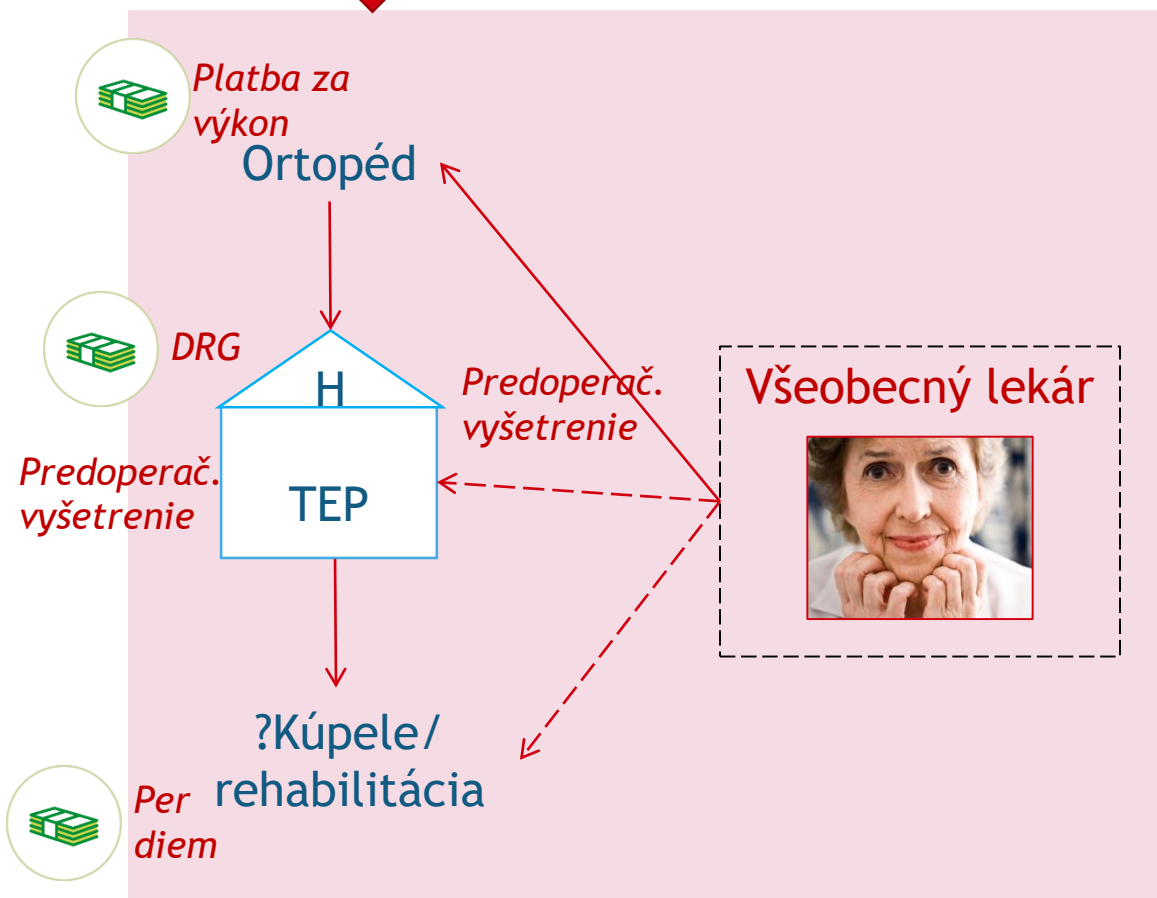 Platba za
výkon
Ortopéd
DRG
H
Predoperač.
vyšetrenie
Všeobecný lekár
Predoperač.
vyšetrenie
TEP
?Kúpele/
rehabilitácia
Per
diem